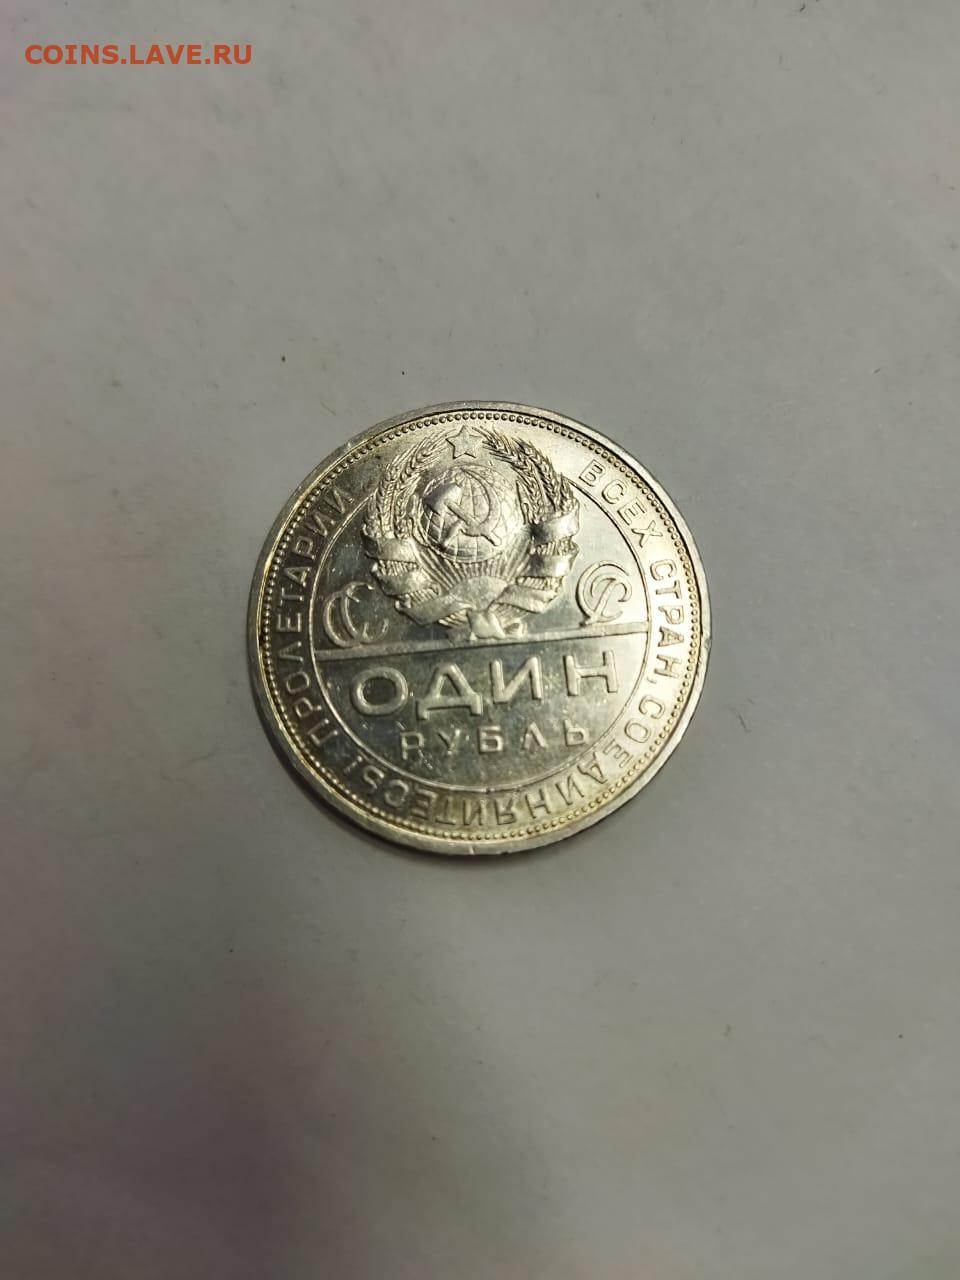 COINS.LAVE.RU
ПРОЛЕТАРИИ ВСЕХ СТРАН, СОЕДИНЯЙТЕСЬ!
СС СР
ОДИН
РУБЛЬ